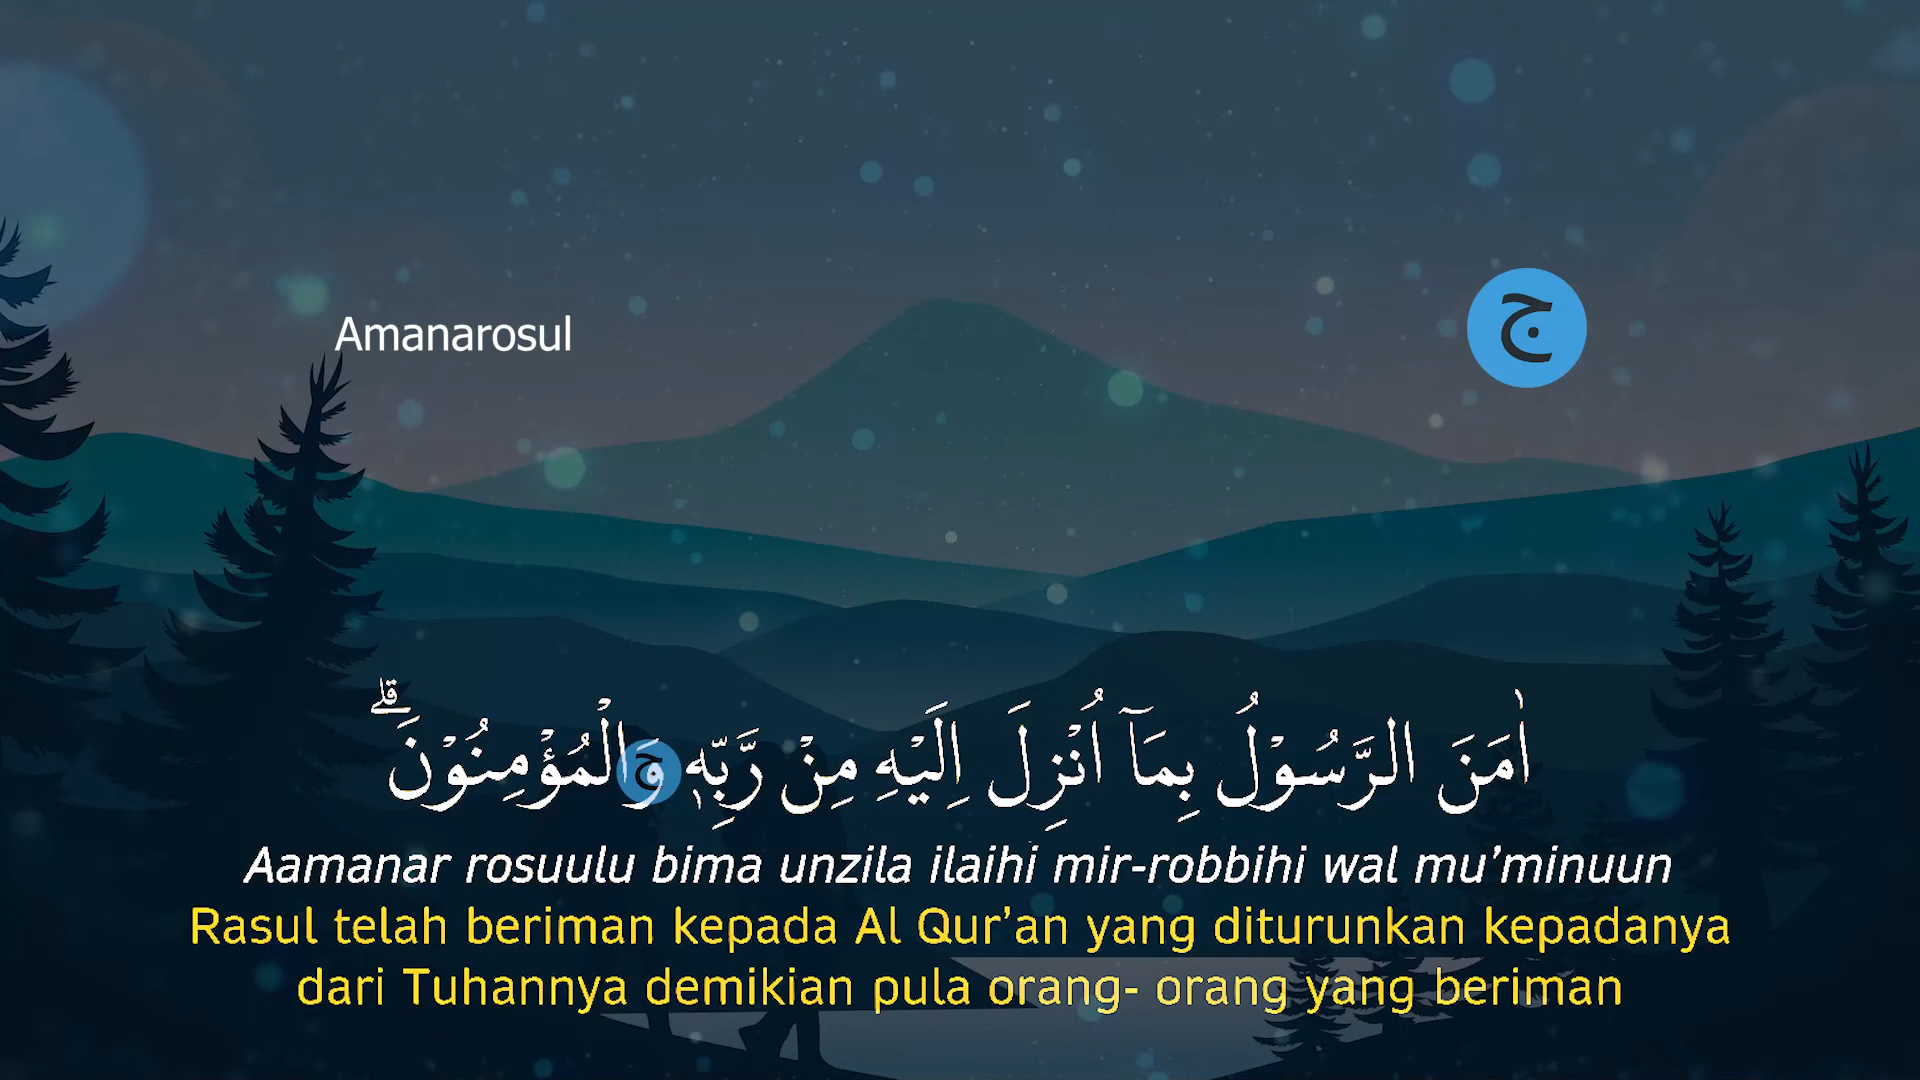 Amanarosul
ج
اٰمَنَ الرَّسُوْلُ بِمَآ اُنْزِلَ اِلَيْهِ مِنْ رَّبِّهٖ وَالْمُؤْمِنُوْنَۗ
ج
Aamanar rosuulu bima unzila ilaihi mir-robbihi wal mu’minuun
Rasul telah beriman kepada Al Qur’an yang diturunkan kepadanya
dari Tuhannya demikian pula orang- orang yang beriman